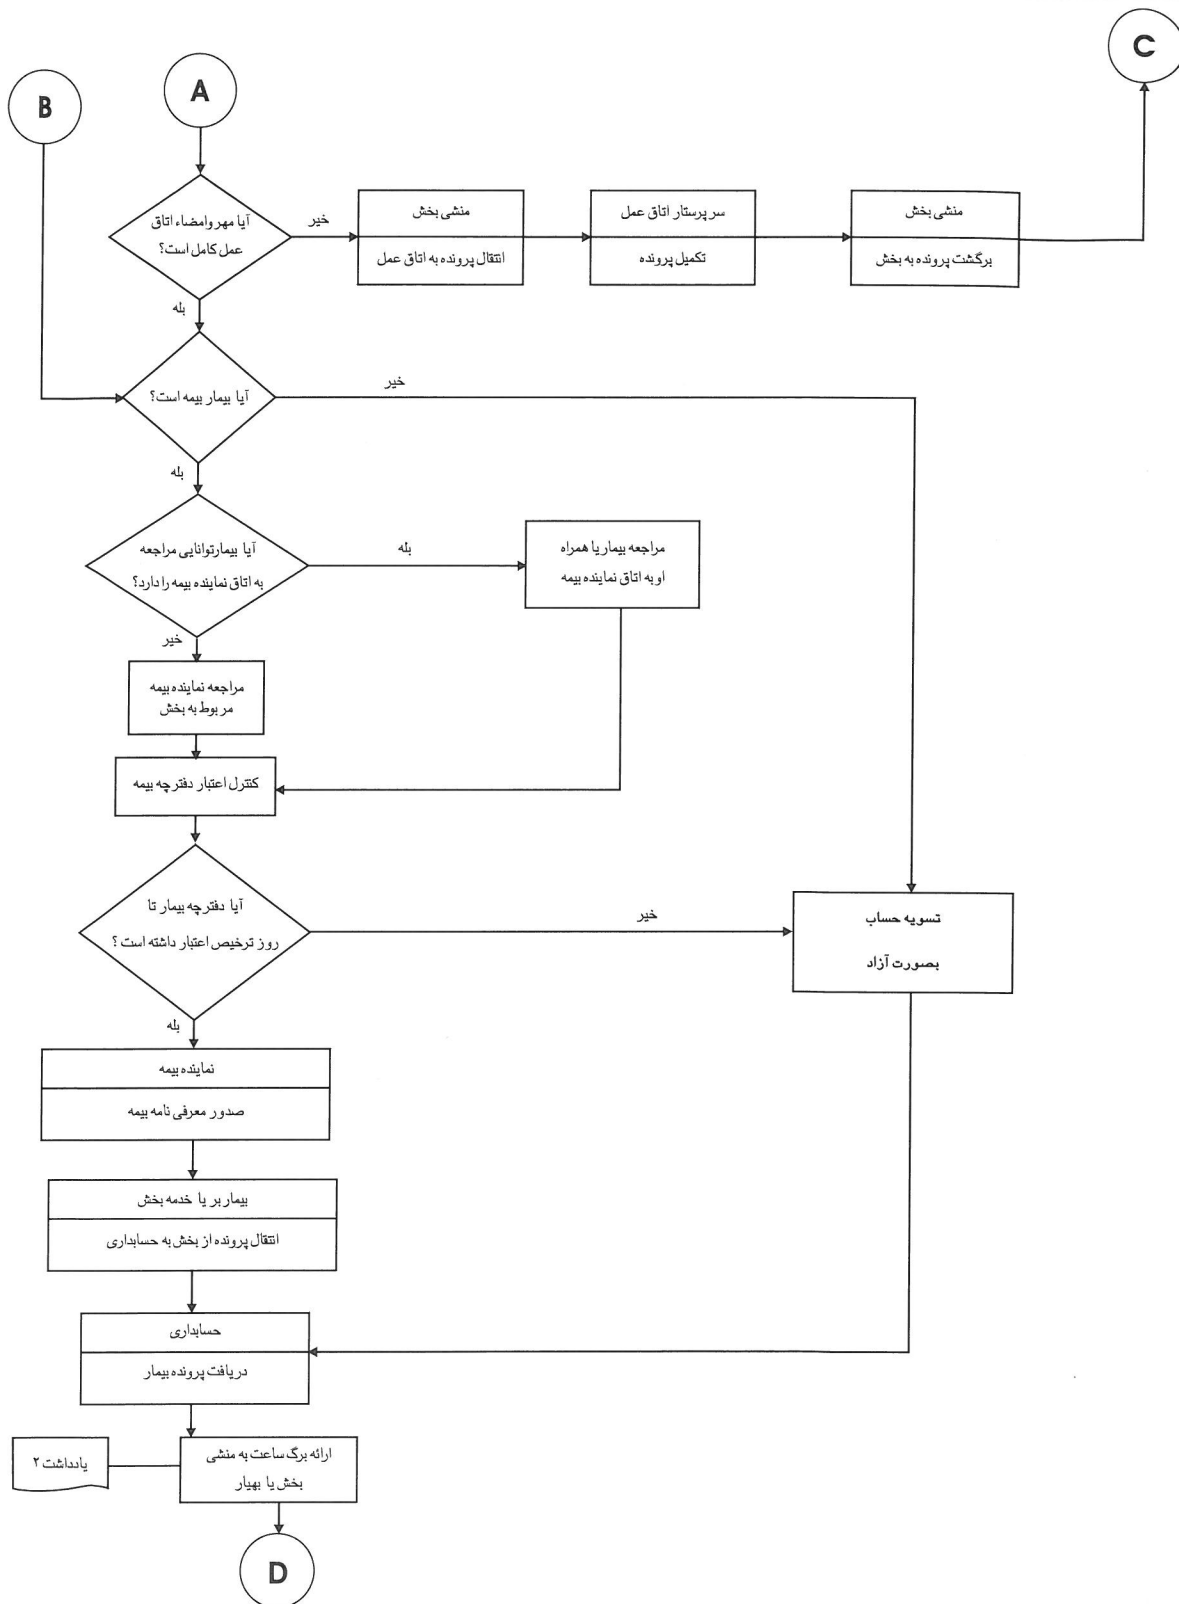 C
A
B
آیا مهر وامضاء اتاق
عمل کامل است؟
خیر
منشی بخش
انتقال پرونده به اتاق عمل
سرپرستار اتاق عمل
تکمیل پرونده
منشی بخش
برگشت پرونده به بخش
بله
آیا بیمار بیمه است؟
خیر
بله
آیا بیمارتوانایی مراجعه
به اتاق نماینده بیمه را دارد؟
بله
مراجعه بیمار یا همراه
او به اتاق نماینده بیمه
خیر
مراجعه نماینده بیمه
مربوط به بخش
کنترل اعتبار دفترچه بیمه
آیا دفترچه بیمار تا
روز ترخیص اعتبار داشته است ؟
خیر
تسویه حساب
بصورت آزاد
بله
نماینده بیمه
صدور معرفی نامه بیمه
بیمار بر یا خدمه بخش
انتقال پرونده از بخش به حسابداری
حسابداری
دریافت پرونده بیمار
ارائه برگ ساعت به منشی
بخش یا بهیار
یادداشت ۲
D